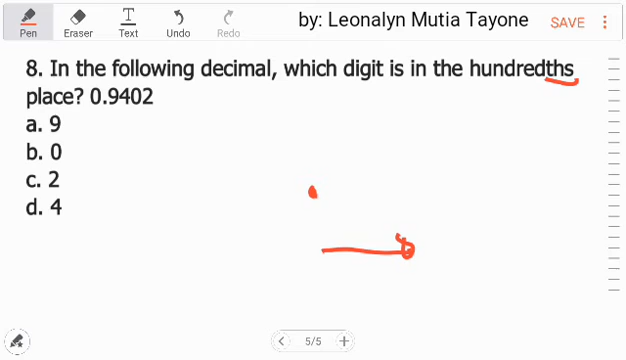 by: Leonalyn Mutia Tayone
Pen Eraser Text Undo Redo SAVE
8. In the following decimal, which digit is in the hundredths
place? 0.9402
a. 9
b. 0
c. 2
d. 4
5/5